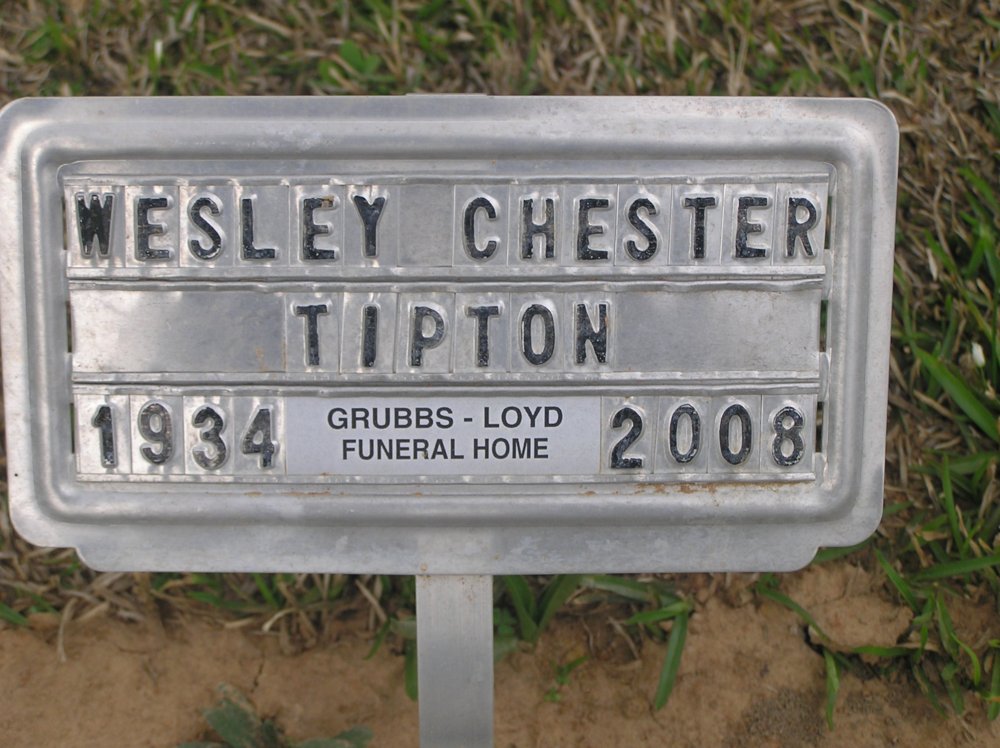 WESLEY CHESTER
TIPTON
1934 GRUBBS - LOYD 2008
FUNERAL HOME